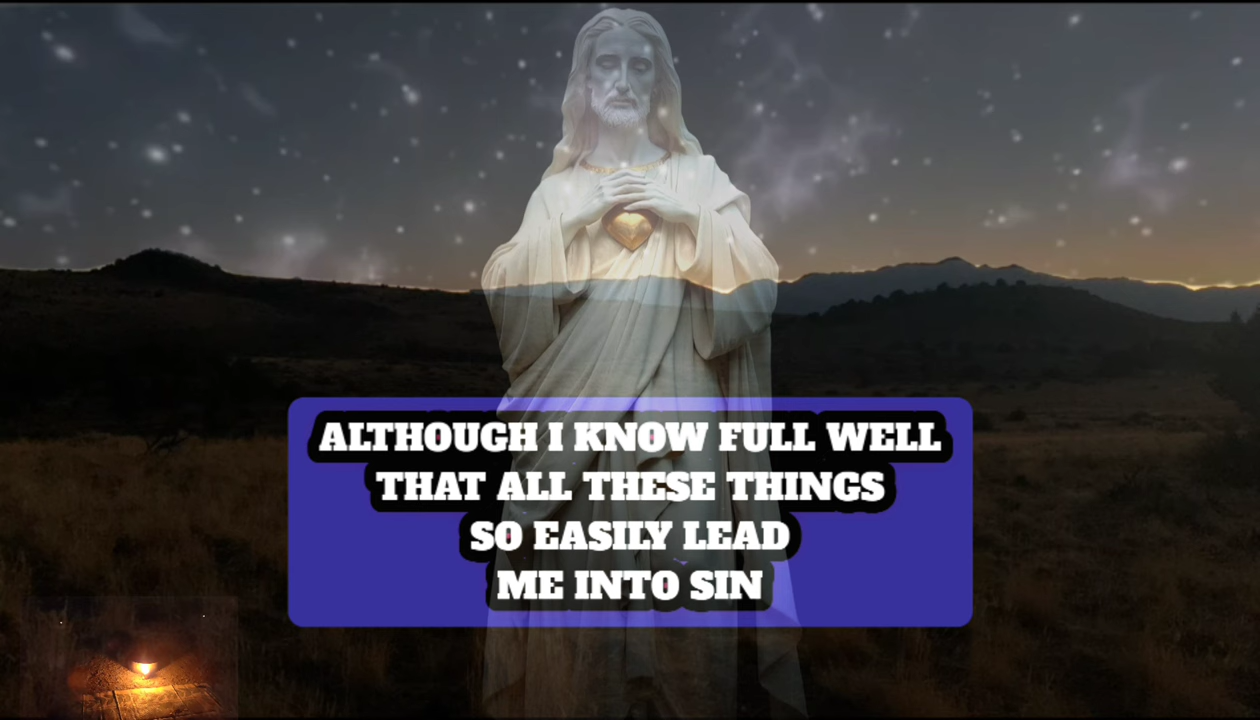 ALTHOUGH I KNOW FULL WELL
THAT ALL THESE THINGS
SO EASILY LEAD
ME INTO SIN